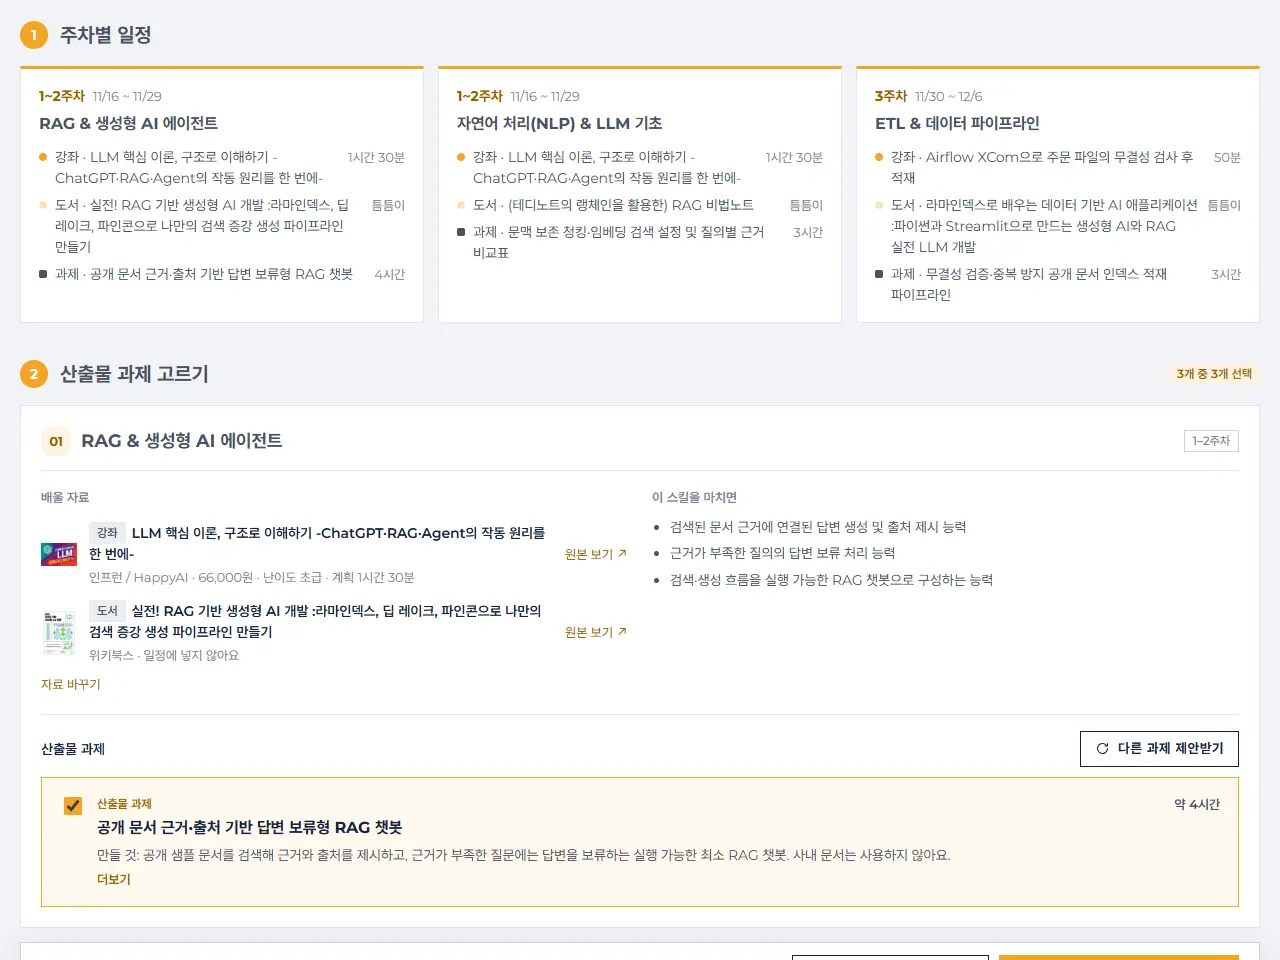 1 주차별 일정
1~2주차 11/16 ~ 11/29
RAG & 생성형 AI 에이전트
강좌 · LLM 핵심 이론, 구조로 이해하기 - 1시간 30분
ChatGPT·RAG·Agent의 작동 원리를 한 번에-
도서 · 실전! RAG 기반 생성형 AI 개발 :라마인덱스, 딥 틈틈이
레이크, 파인콘으로 나만의 검색 증강 생성 파이프라인
만들기
과제 · 공개 문서 근거·출처 기반 답변 보류형 RAG 챗봇 4시간
1~2주차 11/16 ~ 11/29
자연어 처리(NLP) & LLM 기초
강좌 · LLM 핵심 이론, 구조로 이해하기 - 1시간 30분
ChatGPT·RAG·Agent의 작동 원리를 한 번에-
도서 · (테디노트의 랭체인을 활용한) RAG 비법노트 틈틈이
과제 · 문맥 보존 청킹·임베딩 검색 설정 및 질의별 근거 3시간
비교표
3주차 11/30 ~ 12/6
ETL & 데이터 파이프라인
강좌 · Airflow XCom으로 주문 파일의 무결성 검사 후 50분
적재
도서 · 라마인덱스로 배우는 데이터 기반 AI 애플리케이션 틈틈이
:파이썬과 Streamlit으로 만드는 생성형 AI와 RAG
실전 LLM 개발
과제 · 무결성 검증·중복 방지 공개 문서 인덱스 적재 3시간
파이프라인
2 산출물 과제 고르기 3개 중 3개 선택
01 RAG & 생성형 AI 에이전트 1–2주차
배울 자료
강좌 LLM 핵심 이론, 구조로 이해하기 -ChatGPT·RAG·Agent의 작동 원리를
한 번에-
원본 보기 ↗
인프런 / HappyAI · 66,000원 · 난이도 초급 · 계획 1시간 30분
도서 실전! RAG 기반 생성형 AI 개발 :라마인덱스, 딥 레이크, 파인콘으로 나만의
검색 증강 생성 파이프라인 만들기
원본 보기 ↗
위키북스 · 일정에 넣지 않아요
자료 바꾸기
이 스킬을 마치면
검색된 문서 근거에 연결된 답변 생성 및 출처 제시 능력
근거가 부족한 질의의 답변 보류 처리 능력
검색·생성 흐름을 실행 가능한 RAG 챗봇으로 구성하는 능력
산출물 과제 다른 과제 제안받기
산출물 과제 약 4시간
공개 문서 근거·출처 기반 답변 보류형 RAG 챗봇
만들 것: 공개 샘플 문서를 검색해 근거와 출처를 제시하고, 근거가 부족한 질문에는 답변을 보류하는 실행 가능한 최소 RAG 챗봇. 사내 문서는 사용하지 않아요.
더보기